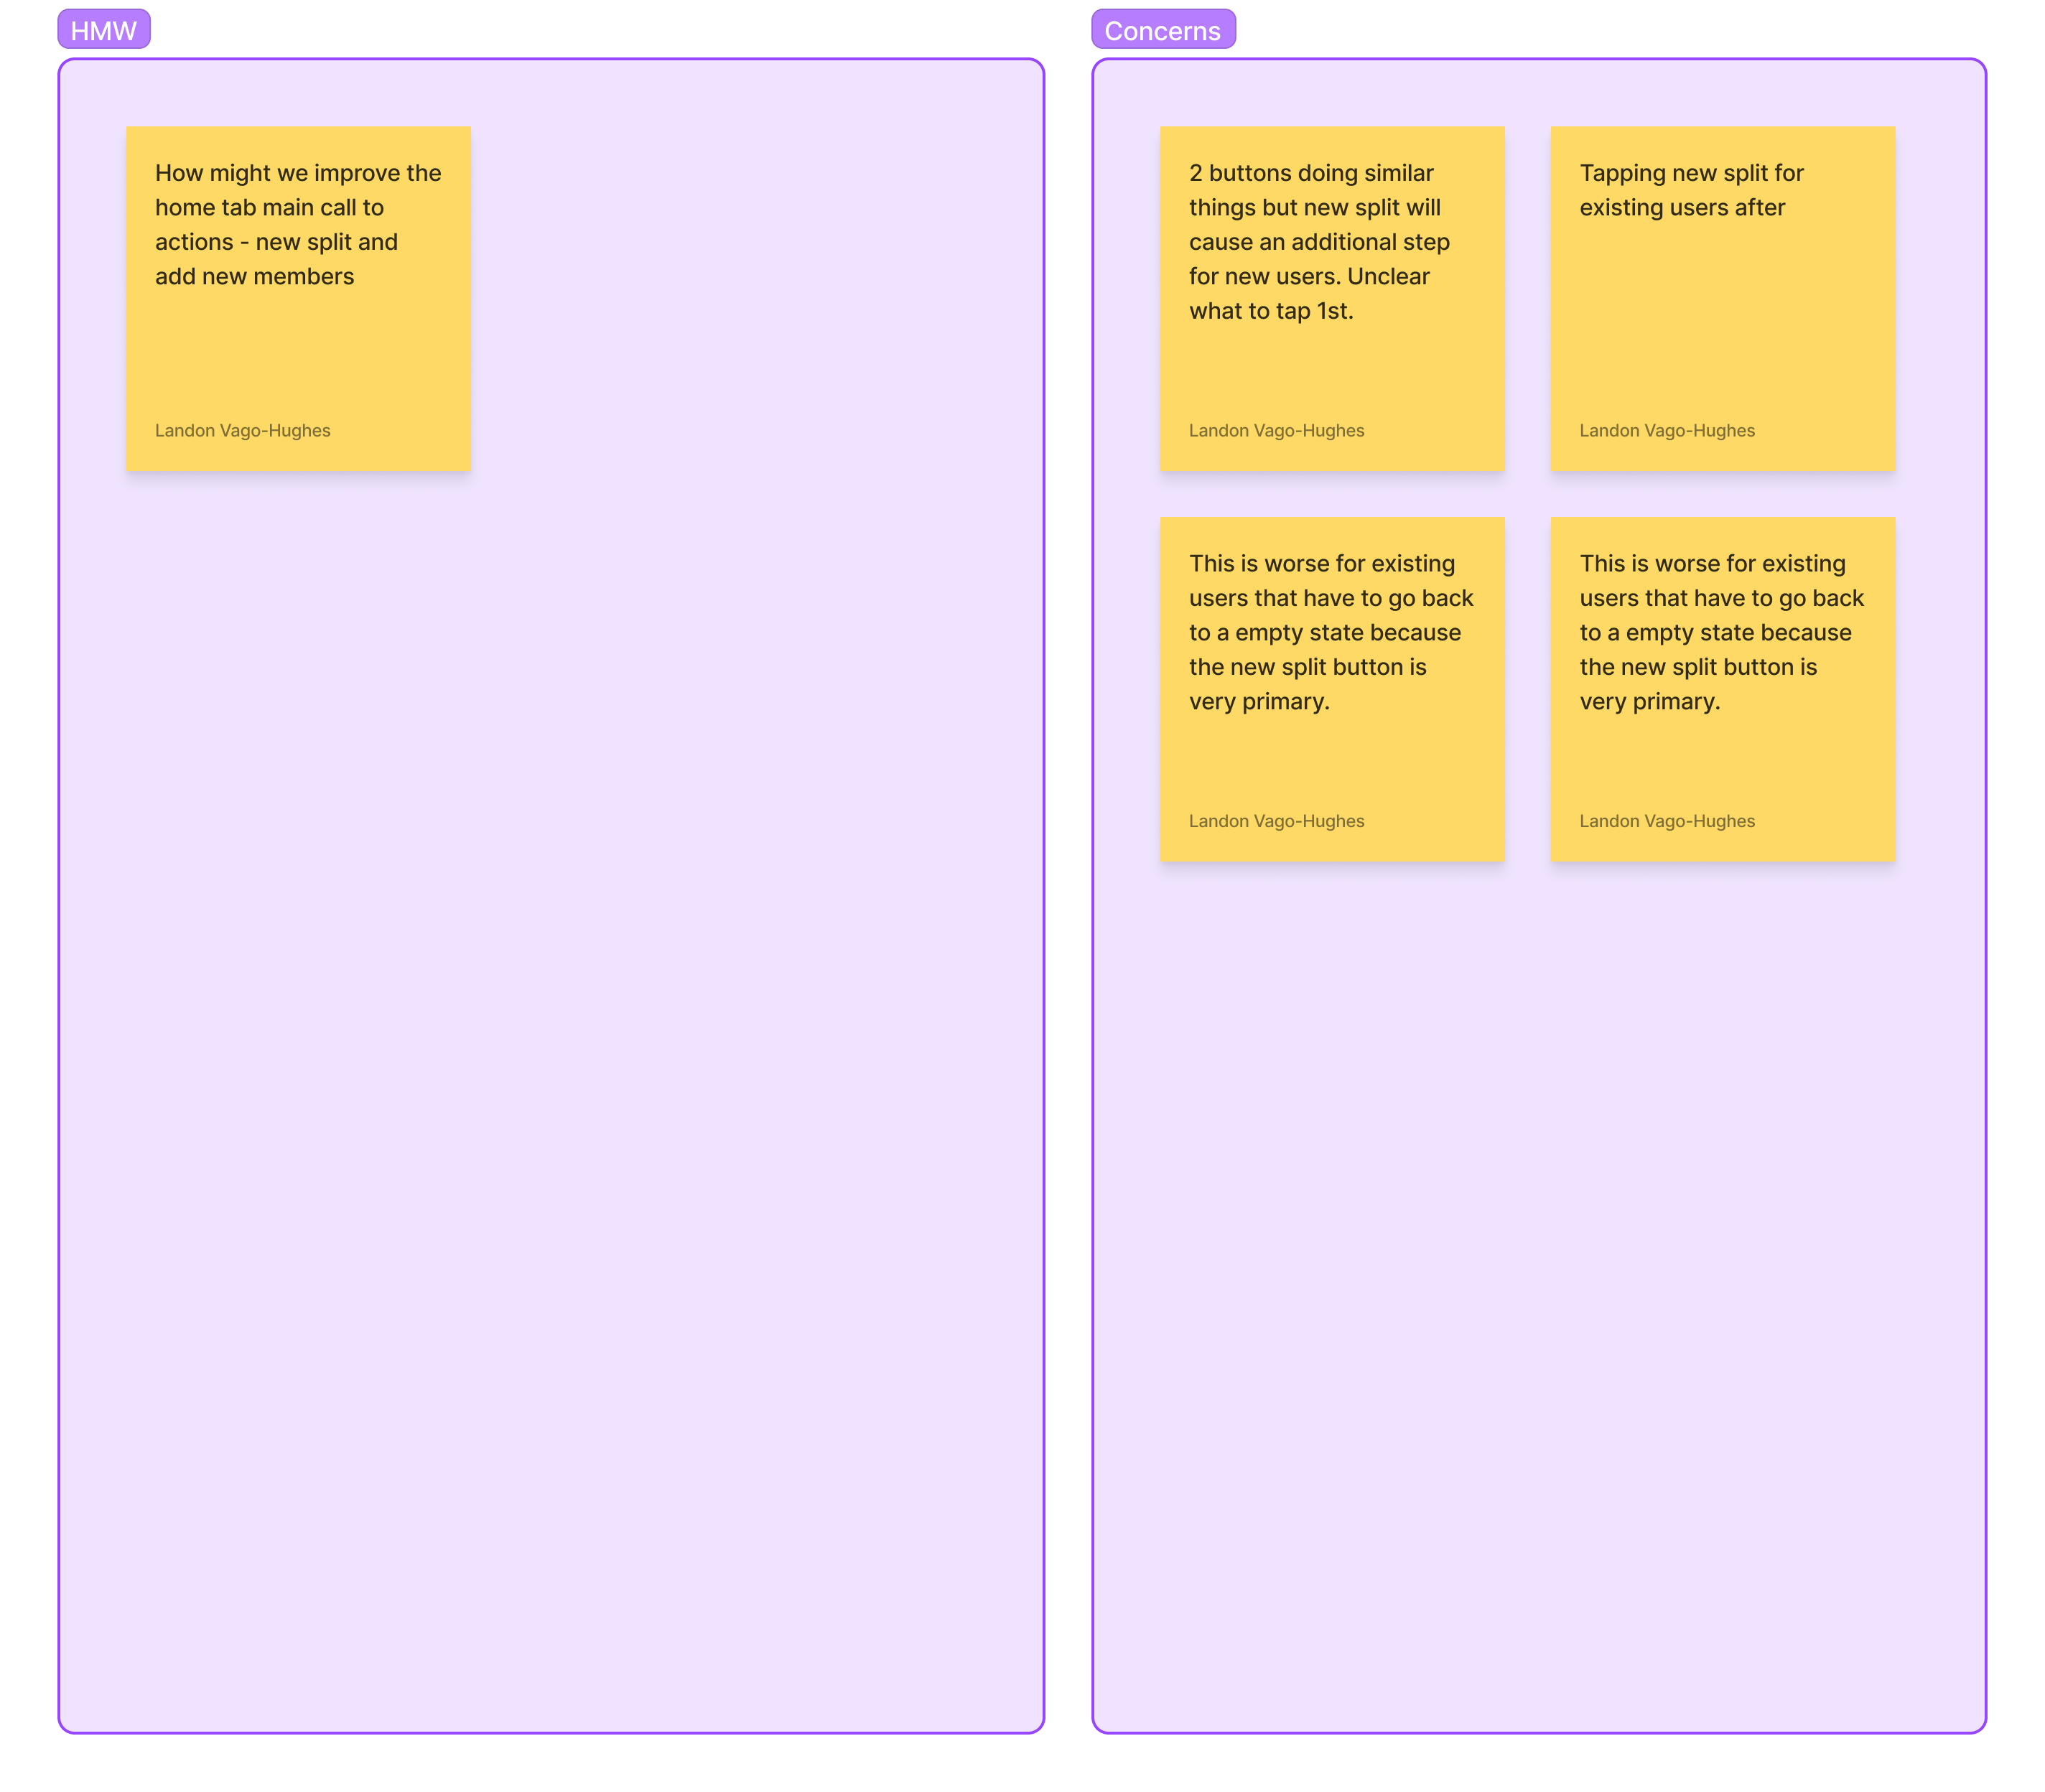 HMW
How might we improve the
home tab main call to
actions - new split and
add new members
Landon Vago-Hughes
Concerns
2 buttons doing similar
things but new split will
cause an additional step
for new users. Unclear
what to tap 1st.
Landon Vago-Hughes
Tapping new split for
existing users after
Landon Vago-Hughes
This is worse for existing
users that have to go back
to a empty state because
the new split button is
very primary.
Landon Vago-Hughes
This is worse for existing
users that have to go back
to a empty state because
the new split button is
very primary.
Landon Vago-Hughes